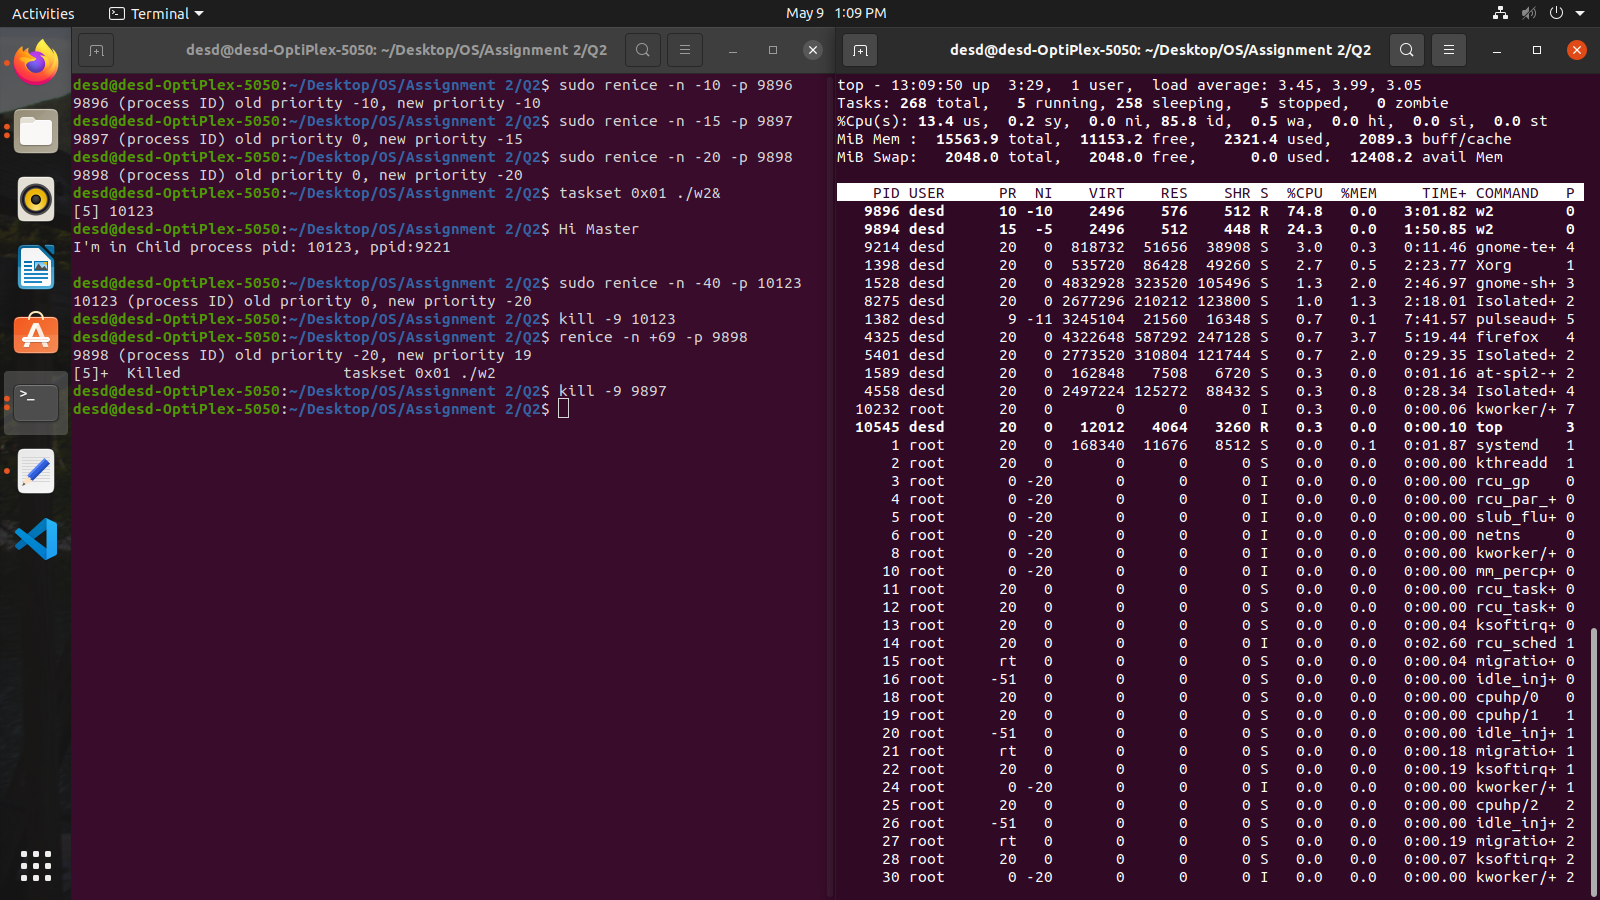 Activities
Terminal
May 9 1:09 PM
desd@desd-OptiPlex-5050: ~/Desktop/OS/Assignment 2/Q2
desd@desd-OptiPlex-5050:~/Desktop/OS/Assignment 2/Q2$ sudo renice -n -10 -p 9896
9896 (process ID) old priority -10, new priority -10
desd@desd-OptiPlex-5050:~/Desktop/OS/Assignment 2/Q2$ sudo renice -n -15 -p 9897
9897 (process ID) old priority 0, new priority -15
desd@desd-OptiPlex-5050:~/Desktop/OS/Assignment 2/Q2$ sudo renice -n -20 -p 9898
9898 (process ID) old priority 0, new priority -20
desd@desd-OptiPlex-5050:~/Desktop/OS/Assignment 2/Q2$ taskset 0x01 ./w2&
[5] 10123
desd@desd-OptiPlex-5050:~/Desktop/OS/Assignment 2/Q2$ Hi Master
I'm in Child process pid: 10123, ppid:9221
desd@desd-OptiPlex-5050:~/Desktop/OS/Assignment 2/Q2$ sudo renice -n -40 -p 10123
10123 (process ID) old priority 0, new priority -20
desd@desd-OptiPlex-5050:~/Desktop/OS/Assignment 2/Q2$ kill -9 10123
desd@desd-OptiPlex-5050:~/Desktop/OS/Assignment 2/Q2$ renice -n +69 -p 9898
9898 (process ID) old priority -20, new priority 19
[5]+  Killed                  taskset 0x01 ./w2
desd@desd-OptiPlex-5050:~/Desktop/OS/Assignment 2/Q2$ kill -9 9897
desd@desd-OptiPlex-5050:~/Desktop/OS/Assignment 2/Q2$
desd@desd-OptiPlex-5050: ~/Desktop/OS/Assignment 2/Q2
top - 13:09:50 up  3:29,  1 user,  load average: 3.45, 3.99, 3.05
Tasks: 268 total,   5 running, 258 sleeping,   5 stopped,   0 zombie
%Cpu(s): 13.4 us,  0.2 sy,  0.0 ni, 85.8 id,  0.5 wa,  0.0 hi,  0.0 si,  0.0 st
MiB Mem :  15563.9 total,  11153.2 free,   2321.4 used,   2089.3 buff/cache
MiB Swap:   2048.0 total,   2048.0 free,      0.0 used.  12408.2 avail Mem
PID USER PR NI VIRT RES SHR S %CPU %MEM TIME+ COMMAND P
9896 desd 10 -10 2496 576 512 R 74.8 0.0 3:01.82 w2 0
9894 desd 15 -5 2496 512 448 R 24.3 0.0 1:50.85 w2 0
9214 desd 20 0 818732 51656 38908 S 3.0 0.3 0:11.46 gnome-te+ 4
1398 desd 20 0 535720 86428 49260 S 2.7 0.5 2:23.77 Xorg 1
1528 desd 20 0 4832928 323520 105496 S 1.3 2.0 2:46.97 gnome-sh+ 3
8275 desd 20 0 2677296 210212 123800 S 1.0 1.3 2:18.01 Isolated+ 2
1382 desd 9 -11 3245104 21560 16348 S 0.7 0.1 7:41.57 pulseaud+ 5
4325 desd 20 0 4322648 587292 247128 S 0.7 3.7 5:19.44 firefox 4
5401 desd 20 0 2773520 310804 121744 S 0.7 2.0 0:29.35 Isolated+ 2
1589 desd 20 0 162848 7508 6720 S 0.3 0.0 0:01.16 at-spi2-+ 2
4558 desd 20 0 2497224 125272 88432 S 0.3 0.8 0:28.34 Isolated+ 4
10232 root 20 0 0 0 0 I 0.3 0.0 0:00.06 kworker/+ 7
10545 desd 20 0 12012 4064 3260 R 0.3 0.0 0:00.10 top 3
1 root 20 0 168340 11676 8512 S 0.0 0.1 0:01.87 systemd 1
2 root 20 0 0 0 0 S 0.0 0.0 0:00.00 kthreadd 1
3 root 0 -20 0 0 0 I 0.0 0.0 0:00.00 rcu_gp 0
4 root 0 -20 0 0 0 I 0.0 0.0 0:00.00 rcu_par_+ 0
5 root 0 -20 0 0 0 I 0.0 0.0 0:00.00 slub_flu+ 0
6 root 0 -20 0 0 0 I 0.0 0.0 0:00.00 netns 0
8 root 0 -20 0 0 0 I 0.0 0.0 0:00.00 kworker/+ 0
10 root 0 -20 0 0 0 I 0.0 0.0 0:00.00 mm_percp+ 0
11 root 20 0 0 0 0 S 0.0 0.0 0:00.00 rcu_task+ 0
12 root 20 0 0 0 0 S 0.0 0.0 0:00.00 rcu_task+ 0
13 root 20 0 0 0 0 S 0.0 0.0 0:00.04 ksoftirq+ 0
14 root 20 0 0 0 0 I 0.0 0.0 0:02.60 rcu_sched 1
15 root rt 0 0 0 0 S 0.0 0.0 0:00.04 migratio+ 0
16 root -51 0 0 0 0 S 0.0 0.0 0:00.00 idle_inj+ 0
18 root 20 0 0 0 0 S 0.0 0.0 0:00.00 cpuhp/0 0
19 root 20 0 0 0 0 S 0.0 0.0 0:00.00 cpuhp/1 1
20 root -51 0 0 0 0 S 0.0 0.0 0:00.00 idle_inj+ 1
21 root rt 0 0 0 0 S 0.0 0.0 0:00.18 migratio+ 1
22 root 20 0 0 0 0 S 0.0 0.0 0:00.19 ksoftirq+ 1
24 root 0 -20 0 0 0 I 0.0 0.0 0:00.00 kworker/+ 1
25 root 20 0 0 0 0 S 0.0 0.0 0:00.00 cpuhp/2 2
26 root -51 0 0 0 0 S 0.0 0.0 0:00.00 idle_inj+ 2
27 root rt 0 0 0 0 S 0.0 0.0 0:00.19 migratio+ 2
28 root 20 0 0 0 0 S 0.0 0.0 0:00.07 ksoftirq+ 2
30 root 0 -20 0 0 0 I 0.0 0.0 0:00.00 kworker/+ 2